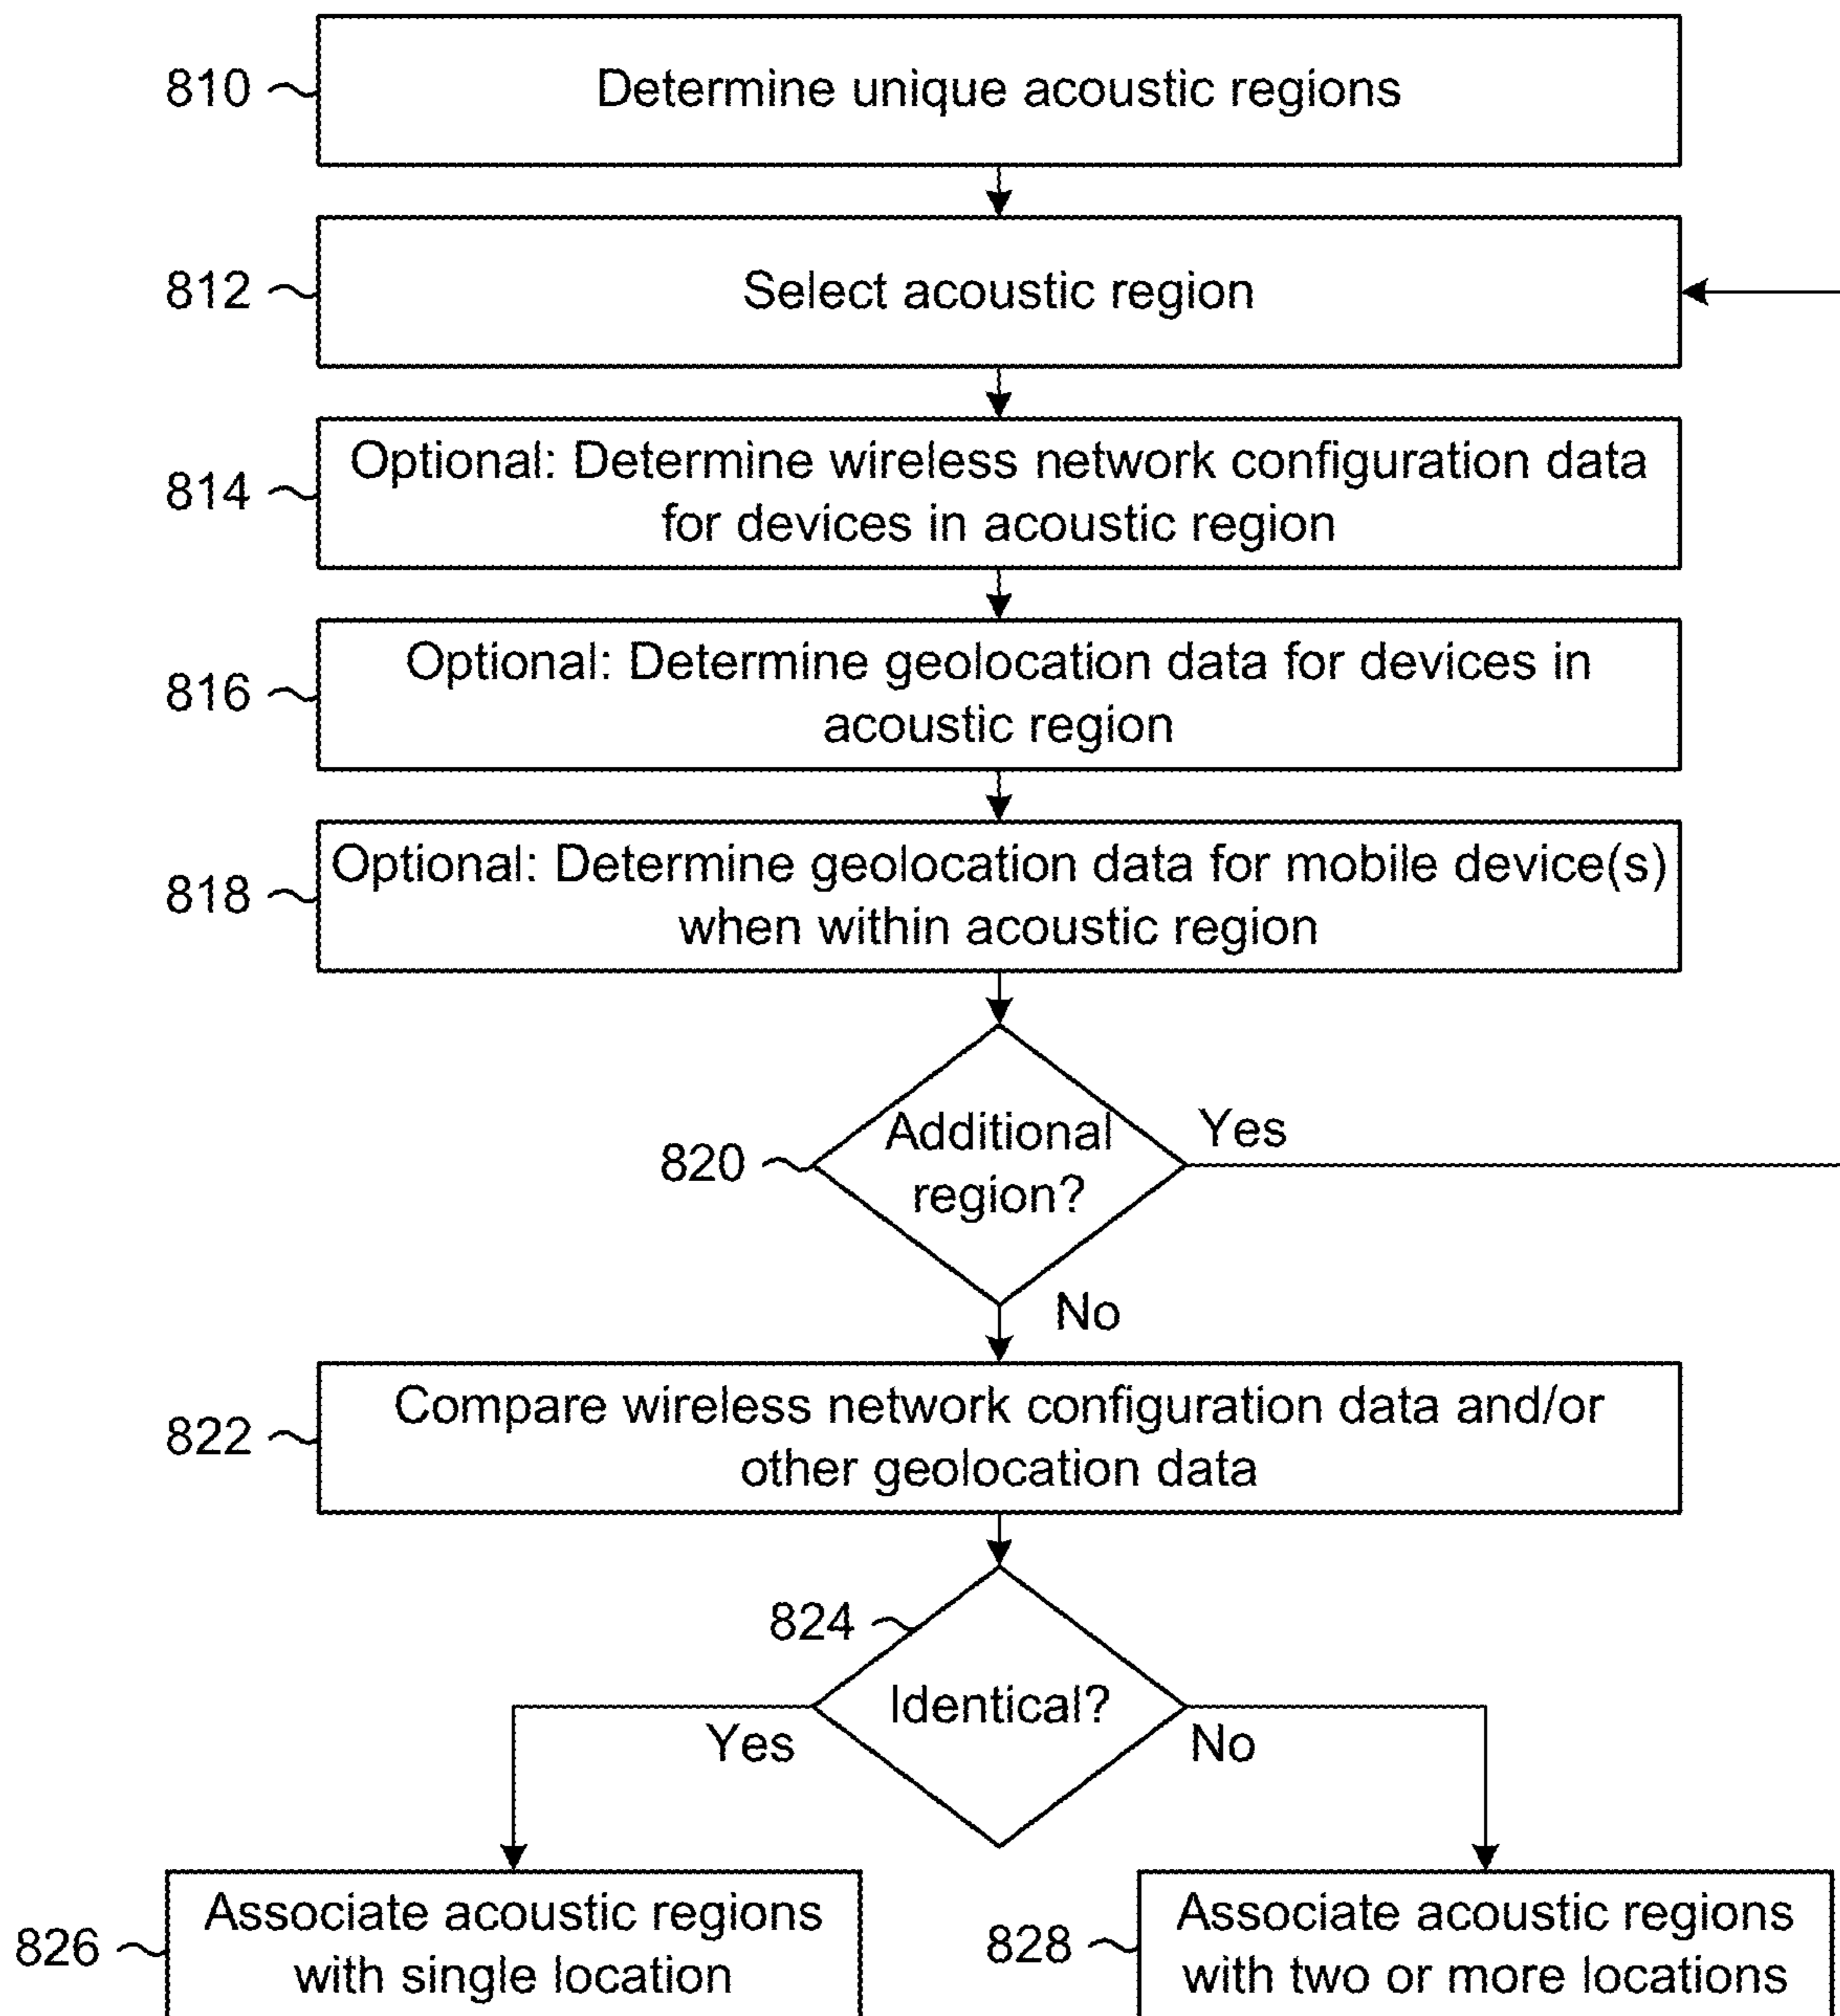 810
Determine unique acoustic regions
812
Select acoustic region
814
Optional: Determine wireless network configuration data
for devices in acoustic region
816
Optional: Determine geolocation data for devices in
acoustic region
818
Optional: Determine geolocation data for mobile device(s)
when within acoustic region
820
Additional
region?
Yes
No
822
Compare wireless network configuration data and/or
other geolocation data
824
Identical?
Yes
No
826
Associate acoustic regions
with single location
828
Associate acoustic regions
with two or more locations